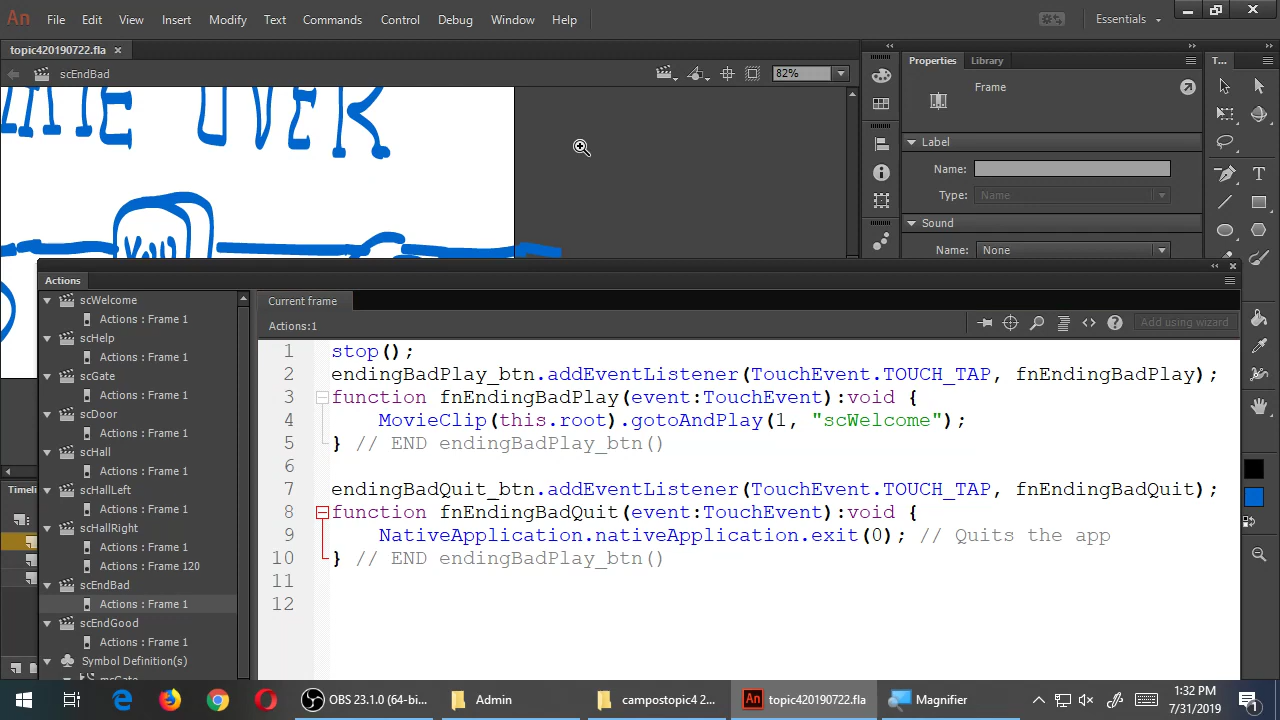 An File Edit View Insert Modify Text Commands Control Debug Window Help Essentials
topic420190722.fla ×
scEndBad 82%
Properties Library T...
Frame
Label
Name:
Type: Name
Sound
Name: None
OVER
YOU
Actions
scWelcome
Actions : Frame 1
scHelp
Actions : Frame 1
scGate
Actions : Frame 1
scDoor
Actions : Frame 1
scHall
Actions : Frame 1
scHallLeft
Actions : Frame 1
scHallRight
Actions : Frame 1
Actions : Frame 120
scEndBad
Actions : Frame 1
scEndGood
Actions : Frame 1
Symbol Definition(s)
mcGate
Timeli
Current frame
Actions:1 Add using wizard
1 stop();
2 endingBadPlay_btn.addEventListener(TouchEvent.TOUCH_TAP, fnEndingBadPlay);
3 function fnEndingBadPlay(event:TouchEvent):void {
4 MovieClip(this.root).gotoAndPlay(1, "scWelcome");
5 } // END endingBadPlay_btn()
6
7 endingBadQuit_btn.addEventListener(TouchEvent.TOUCH_TAP, fnEndingBadQuit);
8 function fnEndingBadQuit(event:TouchEvent):void {
9 NativeApplication.nativeApplication.exit(0); // Quits the app
10 } // END endingBadPlay_btn()
11
12
OBS 23.1.0 (64-bi... Admin campostopic4 2... An topic420190722.fla Magnifier
1:32 PM
7/31/2019
1